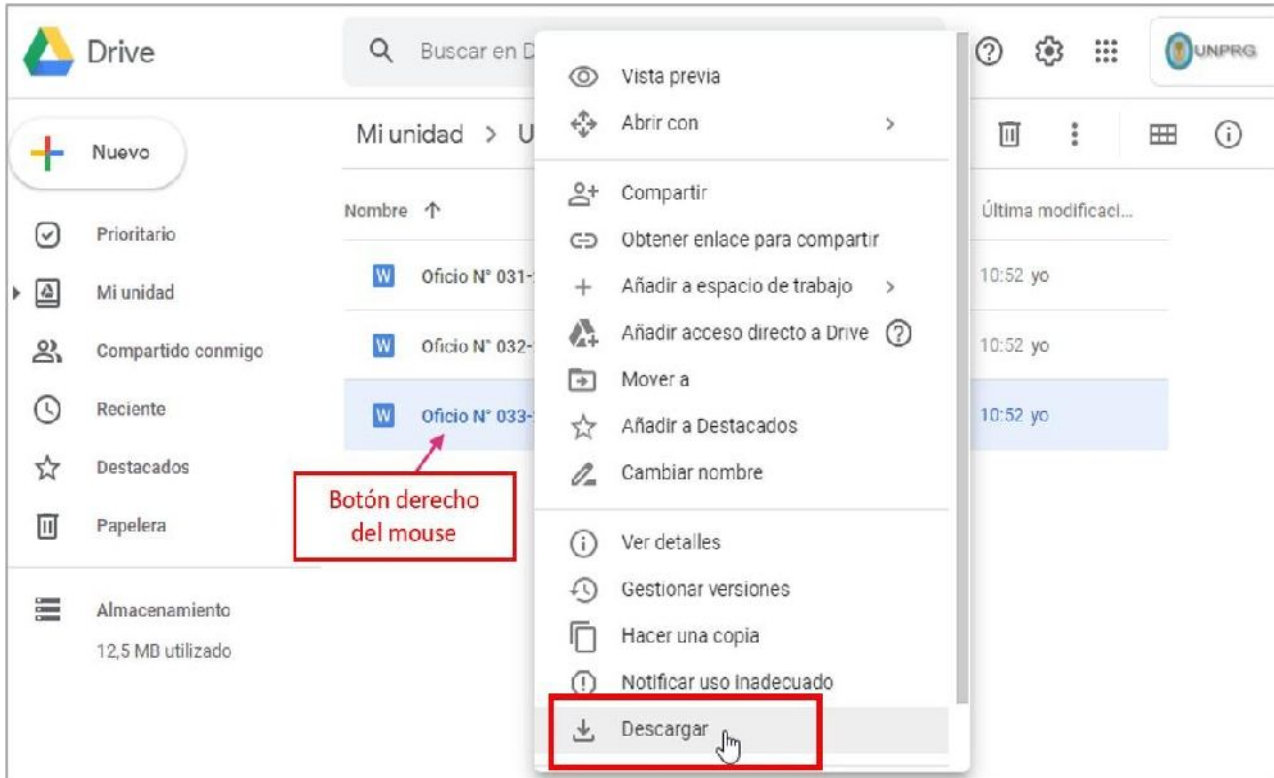 Drive
Buscar en D
UNPRG
Nuevo
Prioritario
Mi unidad
Compartido conmigo
Reciente
Destacados
Papelera
Almacenamiento
12,5 MB utilizado
Mi unidad > U
Nombre
Última modificaci...
Oficio N° 031-
10:52 yo
Oficio N° 032-
10:52 yo
Oficio N° 033-
10:52 yo
Botón derecho
del mouse
Vista previa
Abrir con
Compartir
Obtener enlace para compartir
Añadir a espacio de trabajo
Añadir acceso directo a Drive
Mover a
Añadir a Destacados
Cambiar nombre
Ver detalles
Gestionar versiones
Hacer una copia
Notificar uso inadecuado
Descargar